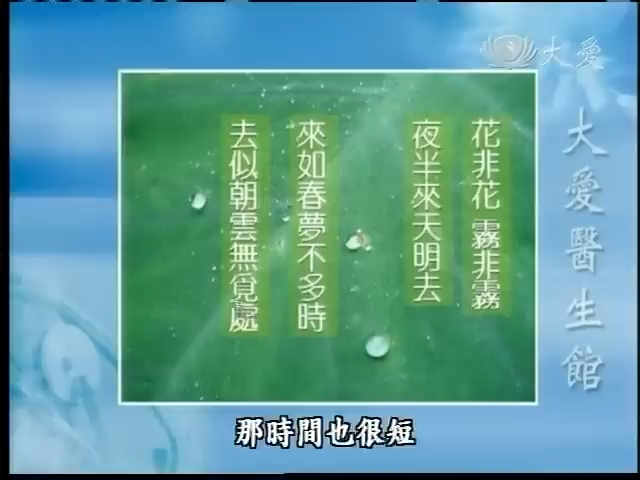 大愛
花非花 霧非霧
夜半來天明去
來如春夢不多時
去似朝雲無覓處
大愛醫生館
那時間也很短